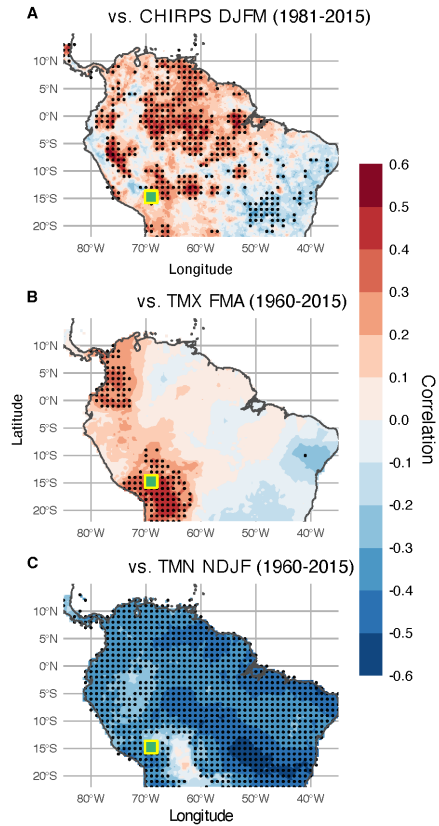 A
vs. CHIRPS DJFM (1981-2015)
10°N
5°N
0°N
5°S
10°S
15°S
20°S
80°W 70°W 60°W 50°W 40°W
Longitude
B
vs. TMX FMA (1960-2015)
10°N
5°N
0°N
5°S
10°S
15°S
20°S
Latitude
80°W 70°W 60°W 50°W 40°W
C
vs. TMN NDJF (1960-2015)
10°N
5°N
0°N
5°S
10°S
15°S
20°S
80°W 70°W 60°W 50°W 40°W
Longitude
0.6
0.5
0.4
0.3
0.2
0.1
0.0
-0.1
-0.2
-0.3
-0.4
-0.5
-0.6
Correlation